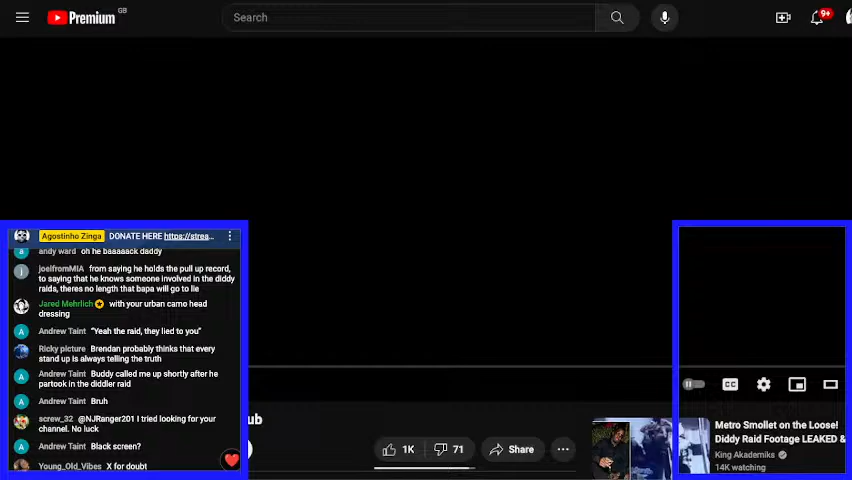 Premium GB
Search
9+
Agostinho Zinga DONATE HERE https://strea...
andy ward oh he baaaaack daddy
joelfromMIA from saying he holds the pull up record,
to saying that he knows someone involved in the diddy
raids, theres no length that bapa will go to lie
Jared Mehrlich with your urban camo head
dressing
Andrew Taint "Yeah the raid, they lied to you"
Ricky picture Brendan probably thinks that every
stand up is always telling the truth
Andrew Taint Buddy called me up shortly after he
partook in the diddler raid
Andrew Taint Bruh
screw_32 @NJRanger201 I tried looking for your
channel. No luck
Andrew Taint Black screen?
Young_Old_Vibes X for doubt
ub
1K
71
Share
CC
Metro Smollet on the Loose!
Diddy Raid Footage LEAKED &
King Akademiks
14K watching